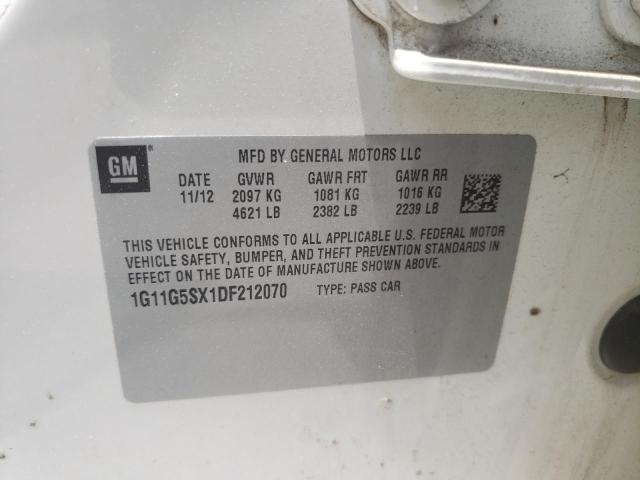 GM ®
MFD BY GENERAL MOTORS LLC
DATE GVWR GAWR FRT GAWR RR
11/12 2097 KG 1081 KG 1016 KG
4621 LB 2382 LB 2239 LB
THIS VEHICLE CONFORMS TO ALL APPLICABLE U.S. FEDERAL MOTOR
VEHICLE SAFETY, BUMPER, AND THEFT PREVENTION STANDARDS IN
EFFECT ON THE DATE OF MANUFACTURE SHOWN ABOVE.
1G11G5SX1DF212070 TYPE: PASS CAR